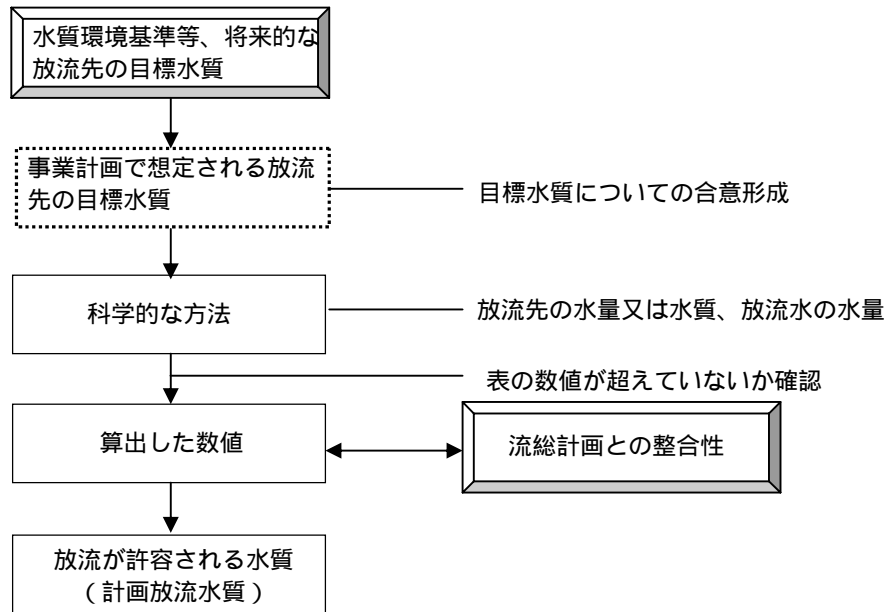 水質環境基準等、将来的な
放流先の目標水質
事業計画で想定される放流
先の目標水質
目標水質についての合意形成
科学的な方法
放流先の水量又は水質、放流水の水量
表の数値が超えていないか確認
算出した数値
流総計画との整合性
放流が許容される水質
（計画放流水質）